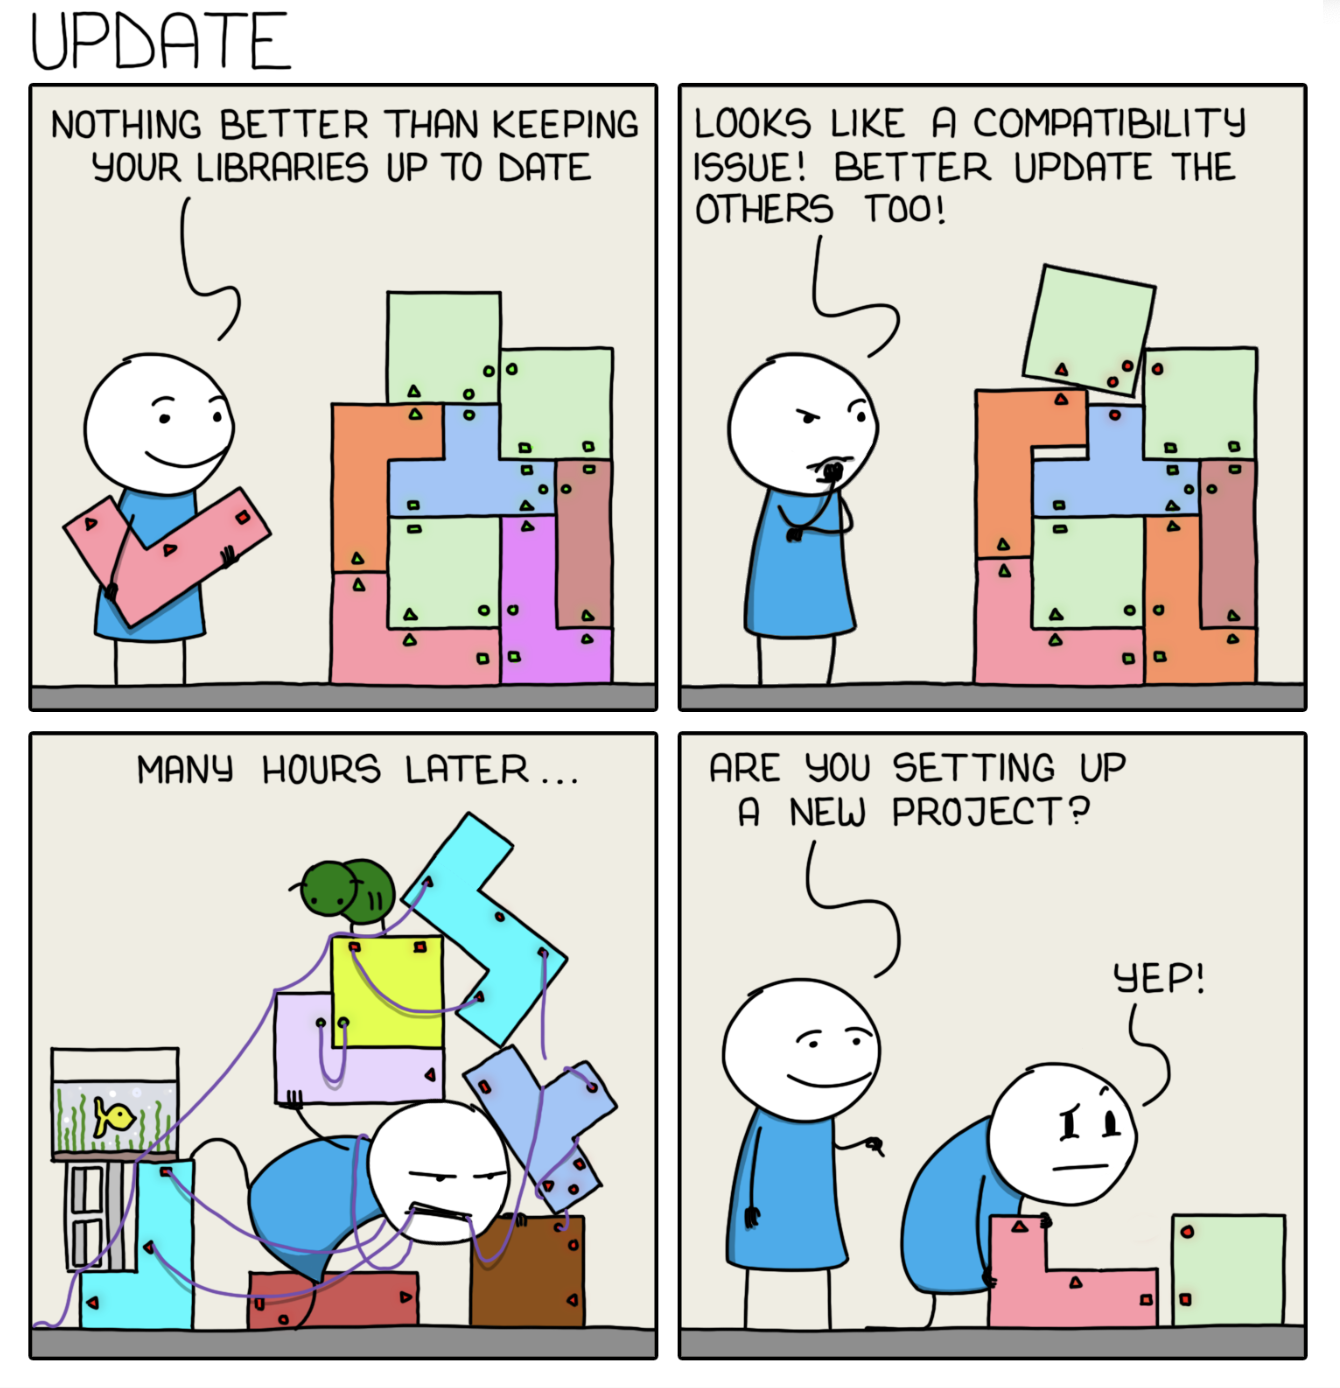 UPDATE
NOTHING BETTER THAN KEEPING
YOUR LIBRARIES UP TO DATE
LOOKS LIKE A COMPATIBILITY
ISSUE! BETTER UPDATE THE
OTHERS TOO!
MANY HOURS LATER...
ARE YOU SETTING UP
A NEW PROJECT?
YEP!